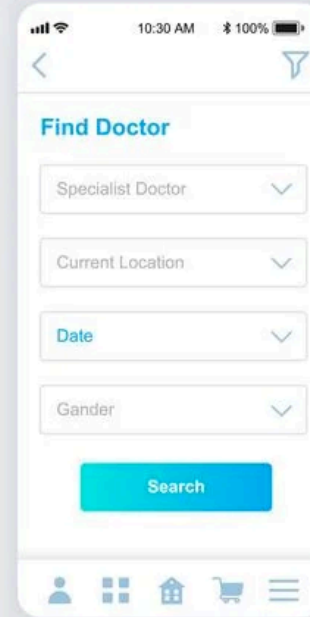 10:30 AM 100%
Find Doctor
Specialist Doctor
Current Location
Date
Gander
Search